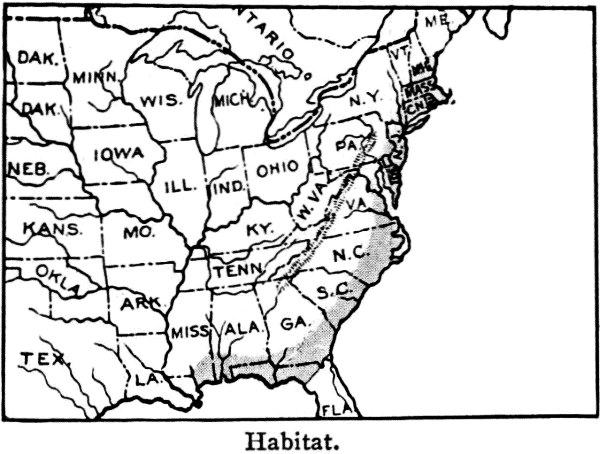 ONTARIO
ME.
VT.
N.H.
MASS.
CN.
N.Y.
DAK.
MINN.
WIS.
MICH.
DAK.
IOWA
NEB.
ILL.
IND.
OHIO
PA.
N.J.
W.VA.
VA.
KANS.
MO.
KY.
N.C.
OKLA.
TENN.
ARK.
S.C.
MISS.
ALA.
GA.
TEX.
LA.
FLA.
Habitat.